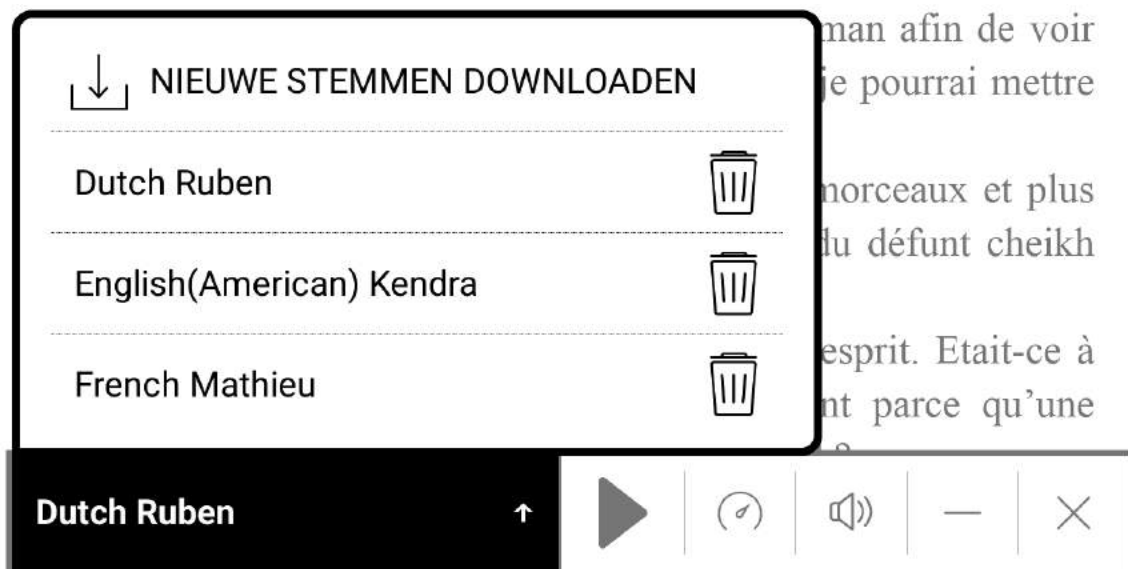 NIEUWE STEMMEN DOWNLOADEN
Dutch Ruben
English(American) Kendra
French Mathieu
Dutch Ruben
man afin de voir
je pourrai mettre
morceaux et plus
du défunt cheikh
esprit. Etait-ce à
parce qu’une